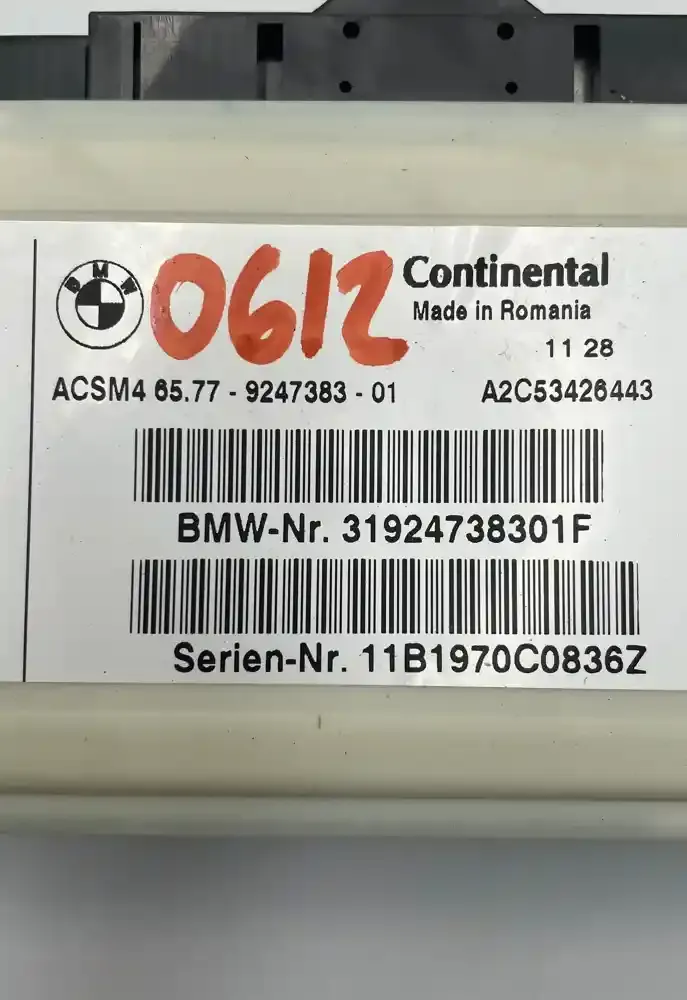 BMW
0612
Continental
Made in Romania
11 28
ACSM4 65.77 - 9247383 - 01
A2C53426443
BMW-Nr. 31924738301F
Serien-Nr. 11B1970C0836Z